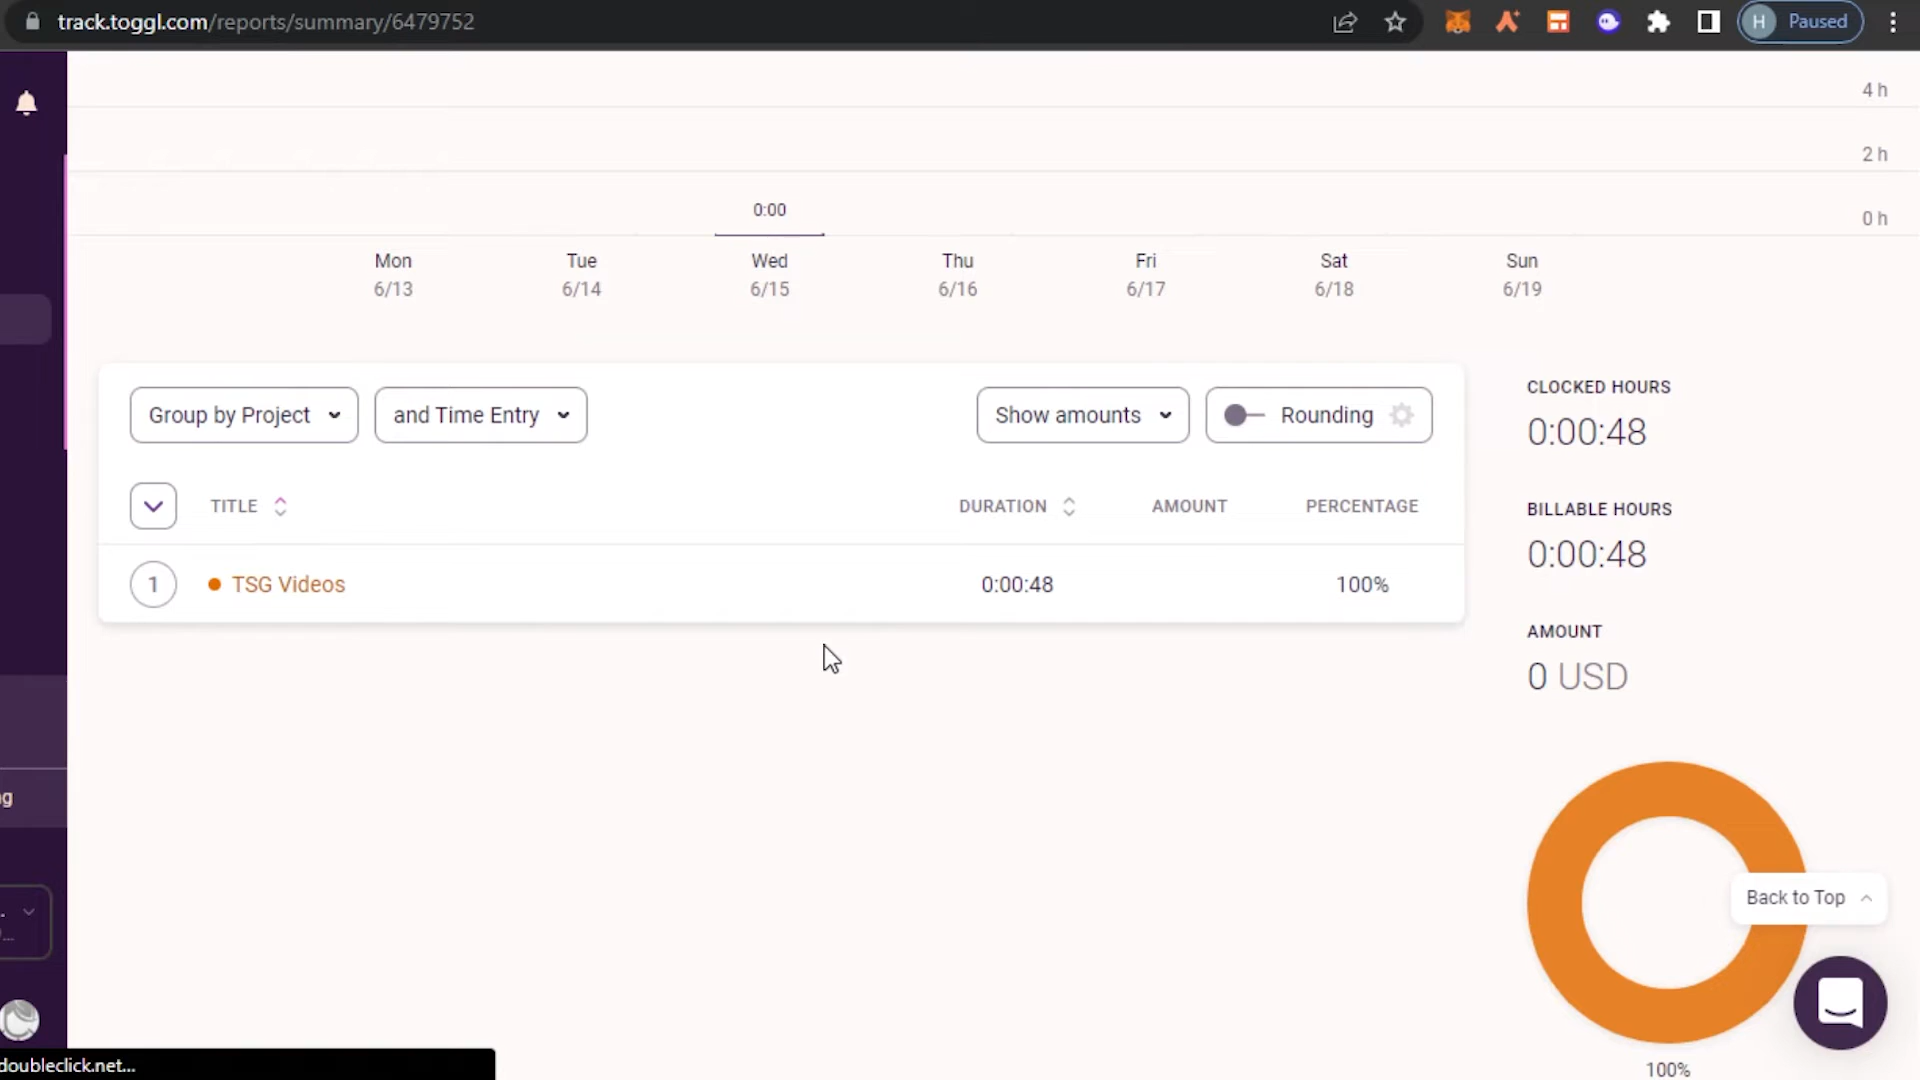 track.toggl.com/reports/summary/6479752
H Paused
4 h
2 h
0:00
0 h
Mon Tue Wed Thu Fri Sat Sun
6/13 6/14 6/15 6/16 6/17 6/18 6/19
Group by Project and Time Entry Show amounts Rounding
TITLE DURATION AMOUNT PERCENTAGE
1 TSG Videos 0:00:48 100%
CLOCKED HOURS
0:00:48
BILLABLE HOURS
0:00:48
AMOUNT
0 USD
Back to Top
100%
doubleclick.net...